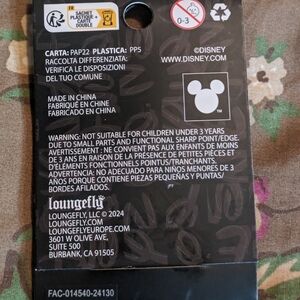 FR
SACHET
PLASTIQUE +
CARTE
DOUBLE
0-3
CARTA: PAP22 PLASTICA: PP5
RACCOLTA DIFFERENZIATA:
VERIFICA LE DISPOSIZIONI
DEL TUO COMUNE
©DISNEY
WWW.DISNEY.COM
MADE IN CHINA
FABRIQUÉ EN CHINE
FABRICADO EN CHINA
WARNING: NOT SUITABLE FOR CHILDREN UNDER 3 YEARS
DUE TO SMALL PARTS AND FUNCTIONAL SHARP POINT/EDGE.
AVERTISSEMENT : NE CONVIENT PAS AUX ENFANTS DE MOINS
DE 3 ANS EN RAISON DE LA PRÉSENCE DE PETITES PIÈCES ET
D'ÉLÉMENTS FONCTIONNELS POINTUS/TRANCHANTS.
ADVERTENCIA: NO ADECUADO PARA NIÑOS MENORES DE 3
AÑOS PORQUE CONTIENE PIEZAS PEQUEÑAS Y PUNTAS/
BORDES AFILADOS.
loungefly
LOUNGEFLY, LLC © 2024
LOUNGEFLY.COM
LOUNGEFLYEUROPE.COM
3601 W OLIVE AVE,
SUITE 500
BURBANK, CA 91505
FAC-014540-24130